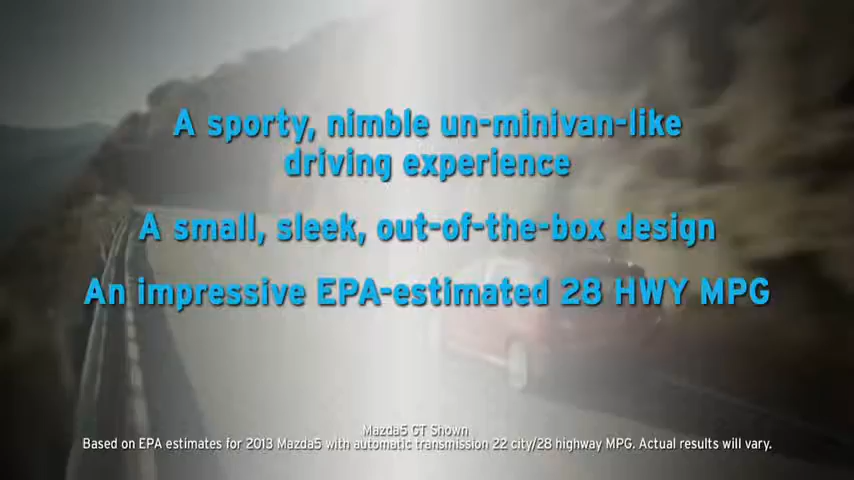 A sporty, nimble un-minivan-like
driving experience
A small, sleek, out-of-the-box design
An impressive EPA-estimated 28 HWY MPG
Mazda5 GT Shown
Based on EPA estimates for 2013 Mazda5 with automatic transmission 22 city/28 highway MPG. Actual results will vary.